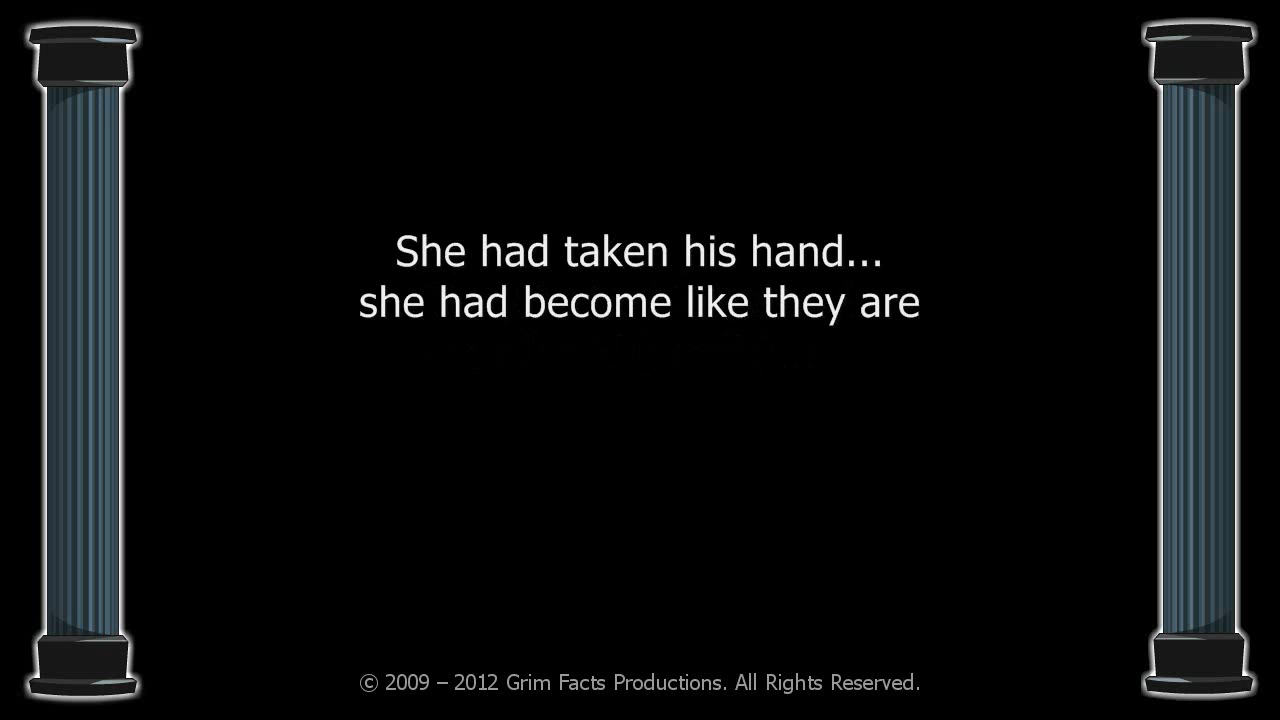 She had taken his hand...
she had become like they are
© 2009 – 2012 Grim Facts Productions. All Rights Reserved.